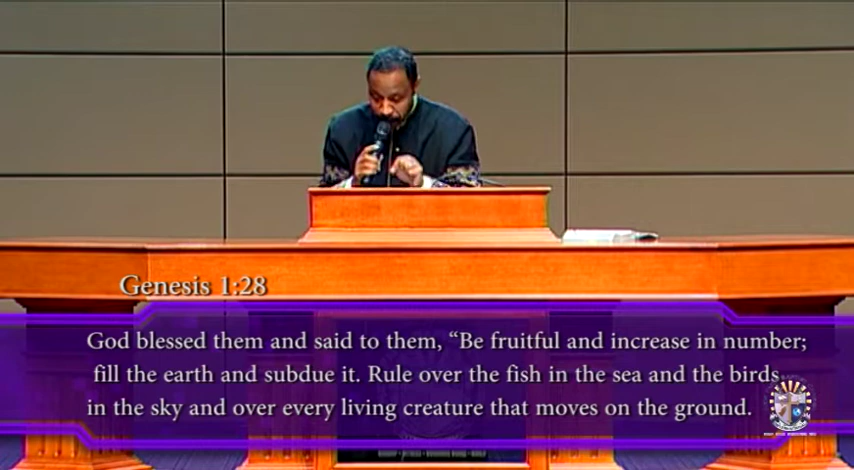 Genesis 1:28
God blessed them and said to them, “Be fruitful and increase in number;
fill the earth and subdue it. Rule over the fish in the sea and the birds
in the sky and over every living creature that moves on the ground.